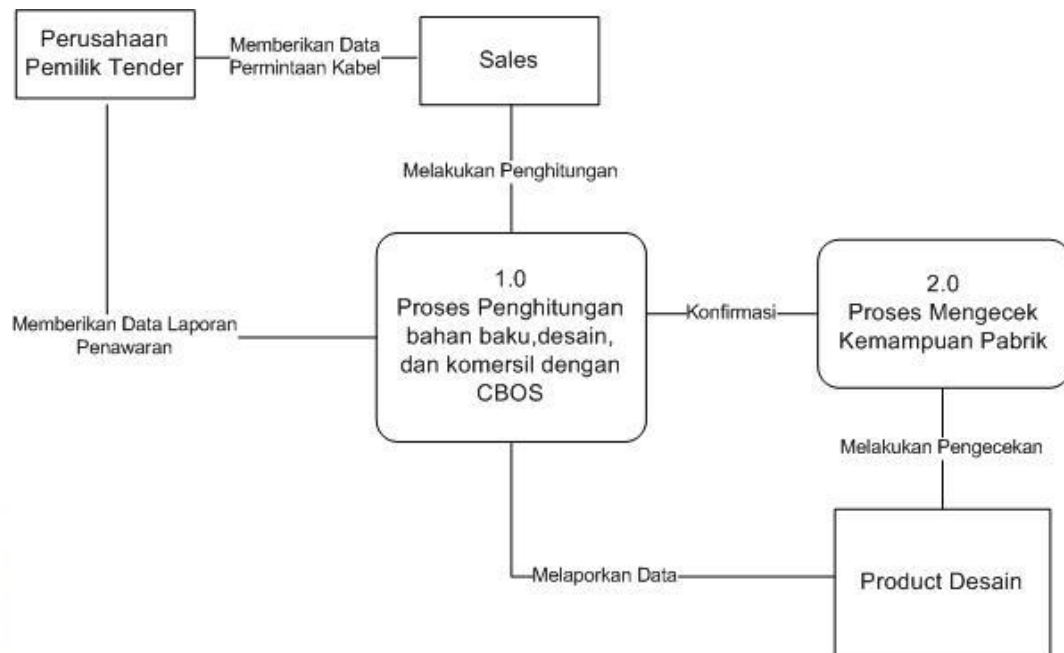 Perusahaan
Pemilik Tender
Memberikan Data
Permintaan Kabel
Sales
Melakukan Penghitungan
1.0
Proses Penghitungan
bahan baku,desain,
dan komersil dengan
CBOS
Konfirmasi
2.0
Proses Mengecek
Kemampuan Pabrik
Memberikan Data Laporan
Penawaran
Melakukan Pengecekan
Melaporkan Data
Product Desain